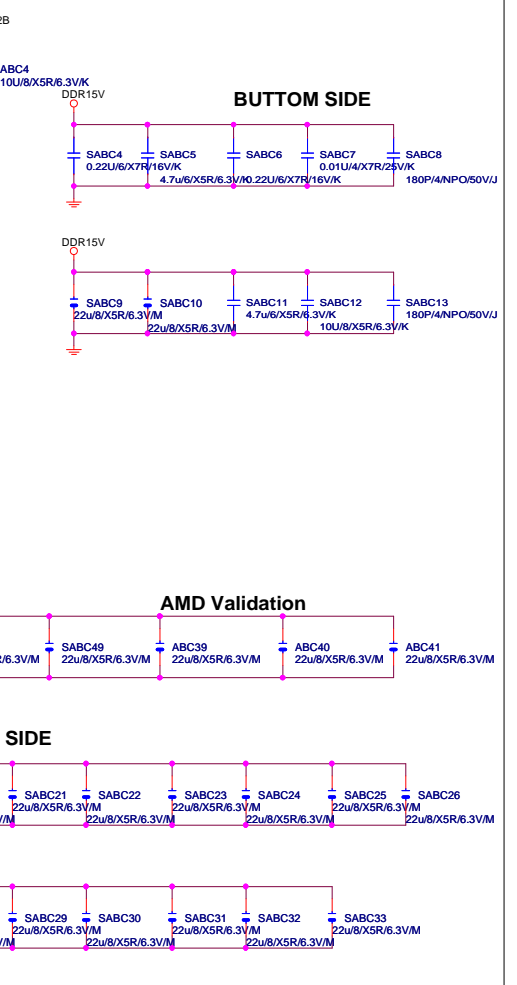 2B
ABC4
10U/8/X5R/6.3V/K
DDR15V
BUTTOM SIDE
SABC4
0.22U/6/X7R/16V/K
SABC5
4.7u/6/X5R/6.3V/K
SABC6
0.22U/6/X7R/16V/K
SABC7
0.01U/4/X7R/25V/K
SABC8
180P/4/NPO/50V/J
DDR15V
SABC9
22u/8/X5R/6.3V/M
SABC10
22u/8/X5R/6.3V/M
SABC11
4.7u/6/X5R/6.3V/K
SABC12
10U/8/X5R/6.3V/K
SABC13
180P/4/NPO/50V/J
AMD Validation
R/6.3V/M
SABC49
22u/8/X5R/6.3V/M
ABC39
22u/8/X5R/6.3V/M
ABC40
22u/8/X5R/6.3V/M
ABC41
22u/8/X5R/6.3V/M
SIDE
V/M
SABC21
22u/8/X5R/6.3V/M
SABC22
22u/8/X5R/6.3V/M
SABC23
22u/8/X5R/6.3V/M
SABC24
22u/8/X5R/6.3V/M
SABC25
22u/8/X5R/6.3V/M
SABC26
22u/8/X5R/6.3V/M
V/M
SABC29
22u/8/X5R/6.3V/M
SABC30
22u/8/X5R/6.3V/M
SABC31
22u/8/X5R/6.3V/M
SABC32
22u/8/X5R/6.3V/M
SABC33
22u/8/X5R/6.3V/M